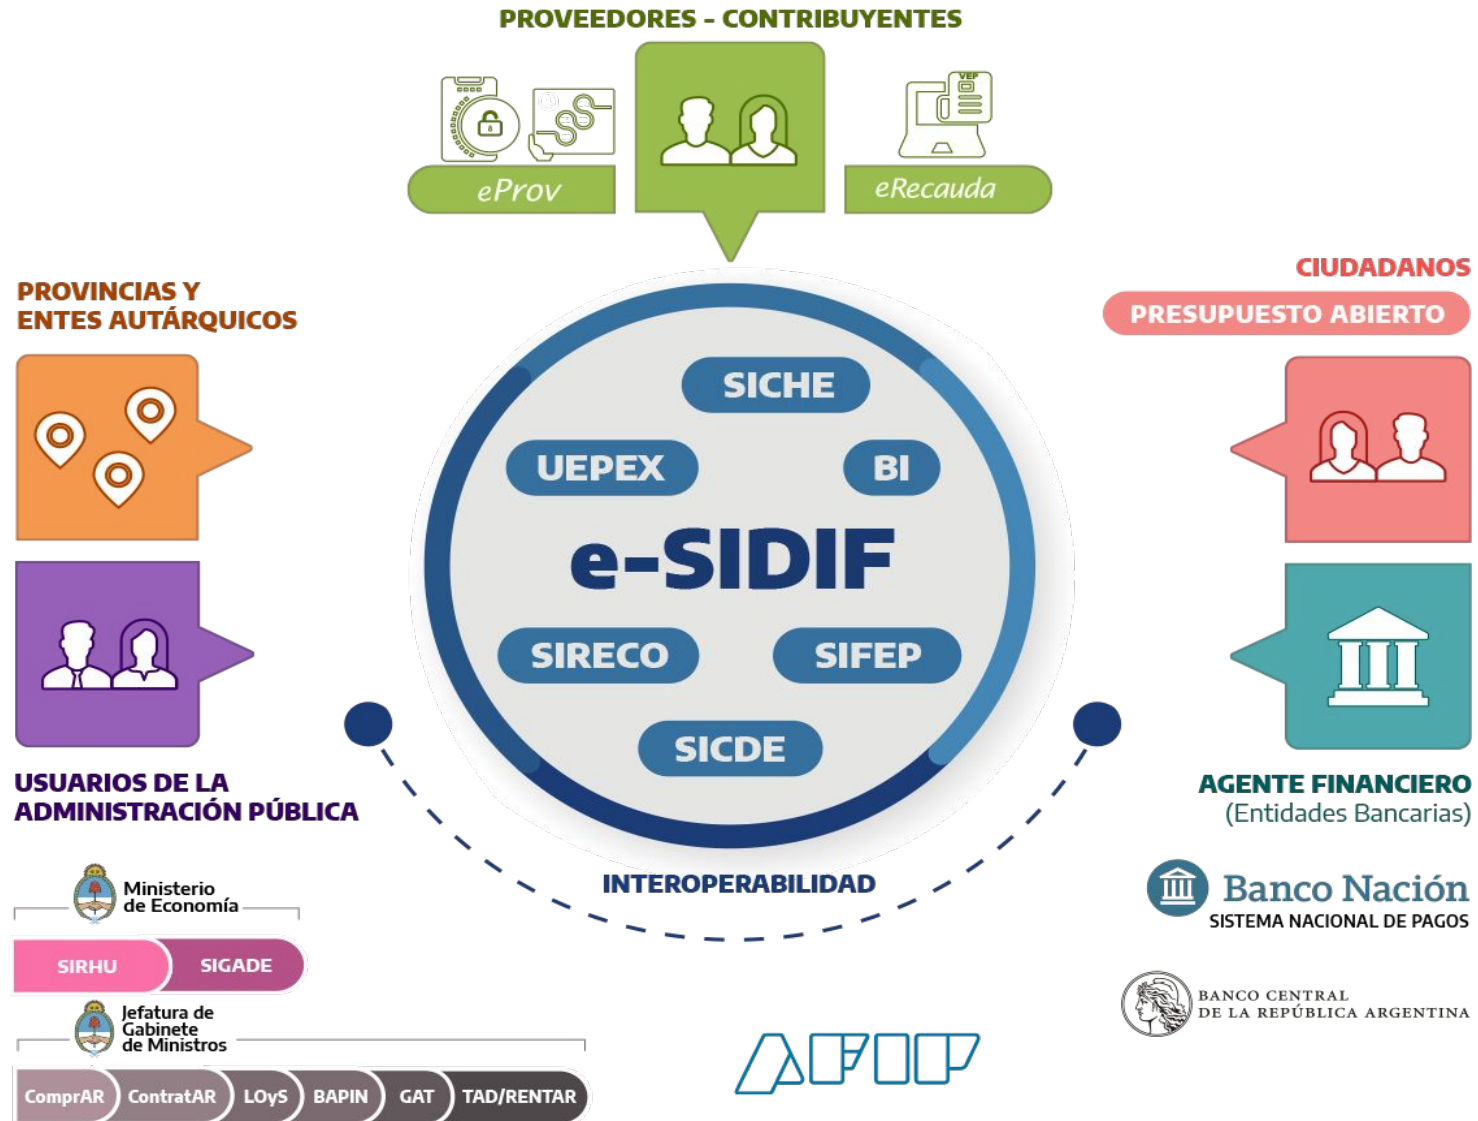 PROVEEDORES - CONTRIBUYENTES
VEP
eProv
eRecauda
PROVINCIAS Y
ENTES AUTÁRQUICOS
CIUDADANOS
PRESUPUESTO ABIERTO
SICHE
UEPEX
BI
e-SIDIF
SIRECO
SIFEP
SICDE
USUARIOS DE LA
ADMINISTRACIÓN PÚBLICA
AGENTE FINANCIERO
(Entidades Bancarias)
INTEROPERABILIDAD
Ministerio
de Economía
SIRHU
SIGADE
Banco Nación
SISTEMA NACIONAL DE PAGOS
Jefatura de
Gabinete
de Ministros
BANCO CENTRAL
DE LA REPÚBLICA ARGENTINA
AFIP
ComprAR
ContratAR
LOyS
BAPIN
GAT
TAD/RENTAR